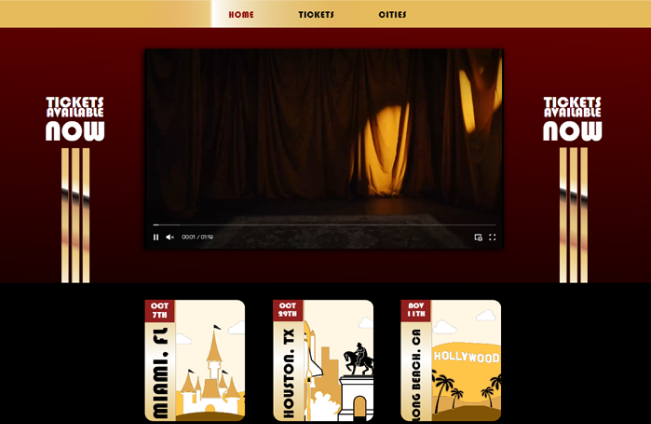 HOME TICKETS CITIES
TICKETS
AVAILABLE
NOW
TICKETS
AVAILABLE
NOW
00:01 / 01:19
OCT
7TH
MIAMI, FL
OCT
29TH
HOUSTON, TX
NOV
11TH
LONG BEACH, CA
HOLLYWOOD